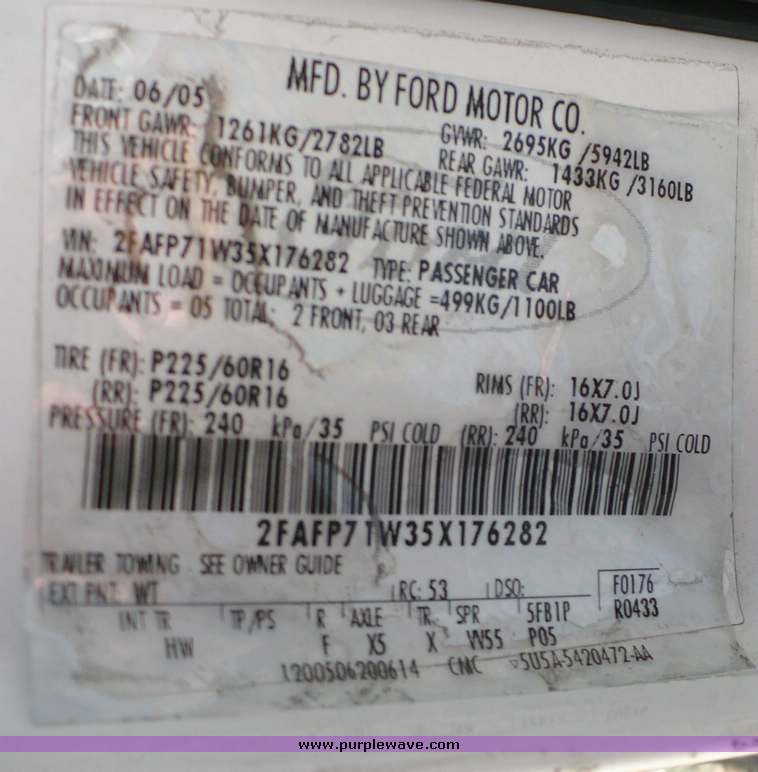 MFD. BY FORD MOTOR CO.
DATE: 06/05 GVWR: 2695KG /5942LB
FRONT GAWR: 1261KG/2782LB REAR GAWR: 1433KG /3160LB
THIS VEHICLE CONFORMS TO ALL APPLICABLE FEDERAL MOTOR
VEHICLE SAFETY, BUMPER, AND THEFT PREVENTION STANDARDS
IN EFFECT ON THE DATE OF MANUFACTURE SHOWN ABOVE.
VIN: 2FAFP71W35X176282 TYPE: PASSENGER CAR
MAXIMUM LOAD = OCCUPANTS + LUGGAGE =499KG/1100LB
OCCUPANTS = 05 TOTAL; 2 FRONT, 03 REAR
TIRE (FR): P225/60R16 RIMS (FR): 16X7.0J
(RR): P225/60R16 (RR): 16X7.0J
PRESSURE (FR): 240 kPa/35 PSI COLD (RR): 240 kPa/35 PSI COLD
2FAFP71W35X176282
TRAILER TOWING - SEE OWNER GUIDE
EXT PNT: WT RC: 53 DSO: F0176
INT TR TP/PS R AXLE TR SPR 5FB1P R0433
HW F X5 X VV55 P05
1200506200614 CMC 5U5A-5420472-AA
www.purplewave.com